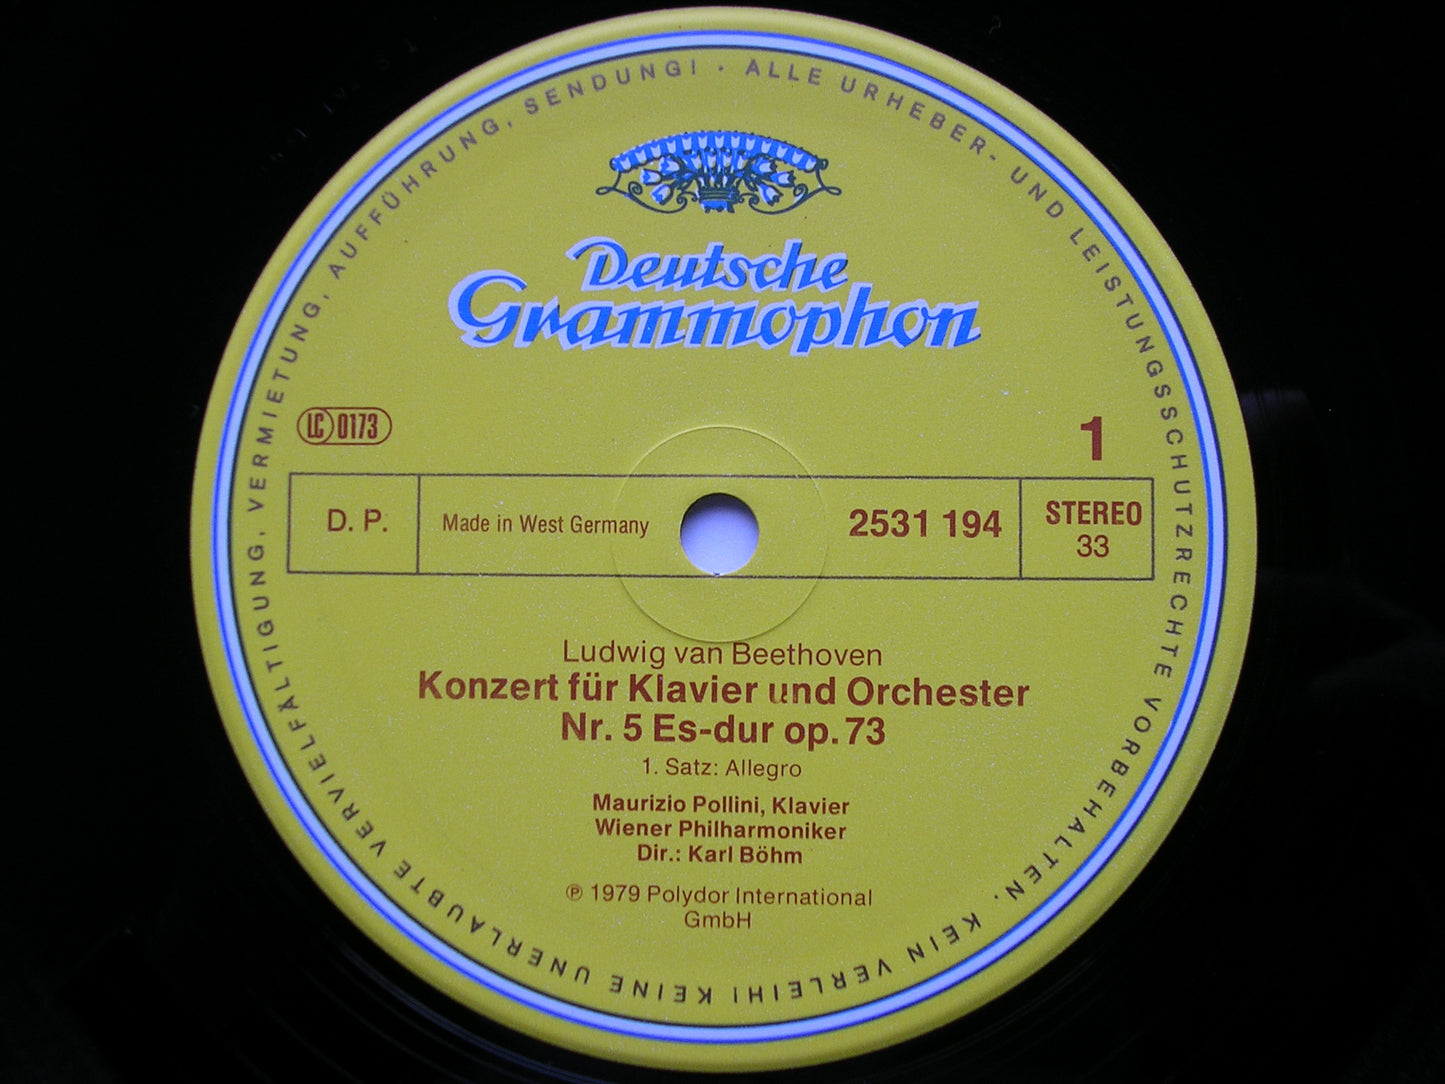 ALLE URHEBER- UND LEISTUNGSSCHUTZRECHTE VORBEHALTEN. KEIN VERLEIH! KEINE UNERLAUBTE VERVIELFÄLTIGUNG, VERMIETUNG, AUFFÜHRUNG, SENDUNG! ·
Deutsche
Grammophon
LC 0173
1
D. P.
Made in West Germany
2531 194
STEREO
33
Ludwig van Beethoven
Konzert für Klavier und Orchester
Nr. 5 Es-dur op. 73
1. Satz: Allegro
Maurizio Pollini, Klavier
Wiener Philharmoniker
Dir.: Karl Böhm
℗ 1979 Polydor International
GmbH